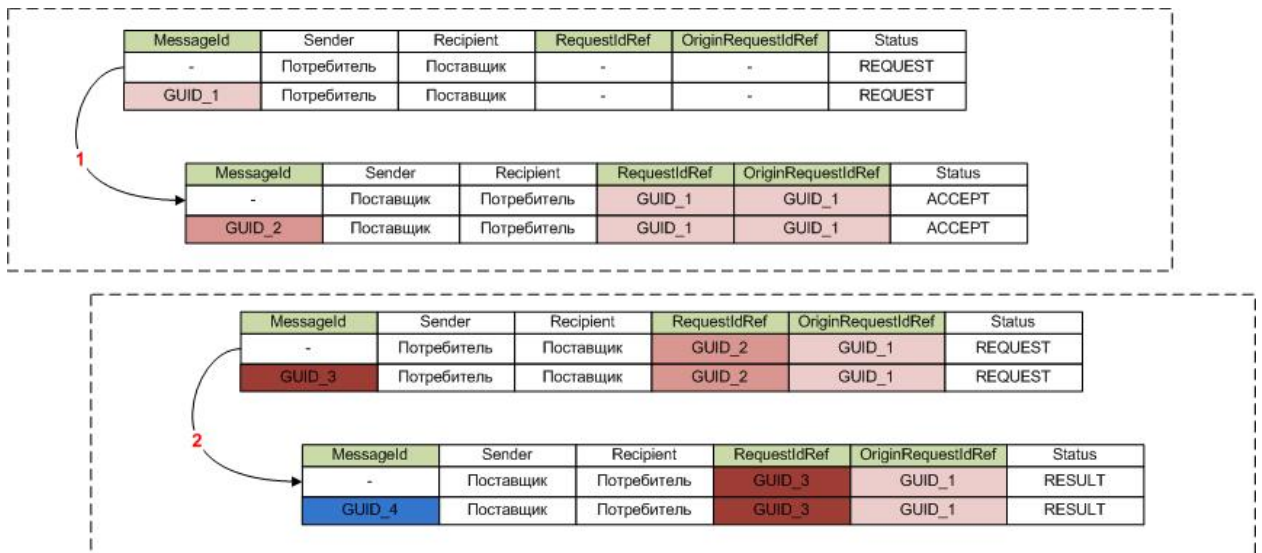 MessageId Sender Recipient RequestIdRef OriginRequestIdRef Status
- Потребитель Поставщик - - REQUEST
GUID_1 Потребитель Поставщик - - REQUEST
1
MessageId Sender Recipient RequestIdRef OriginRequestIdRef Status
- Поставщик Потребитель GUID_1 GUID_1 ACCEPT
GUID_2 Поставщик Потребитель GUID_1 GUID_1 ACCEPT
MessageId Sender Recipient RequestIdRef OriginRequestIdRef Status
- Потребитель Поставщик GUID_2 GUID_1 REQUEST
GUID_3 Потребитель Поставщик GUID_2 GUID_1 REQUEST
2
MessageId Sender Recipient RequestIdRef OriginRequestIdRef Status
- Поставщик Потребитель GUID_3 GUID_1 RESULT
GUID_4 Поставщик Потребитель GUID_3 GUID_1 RESULT